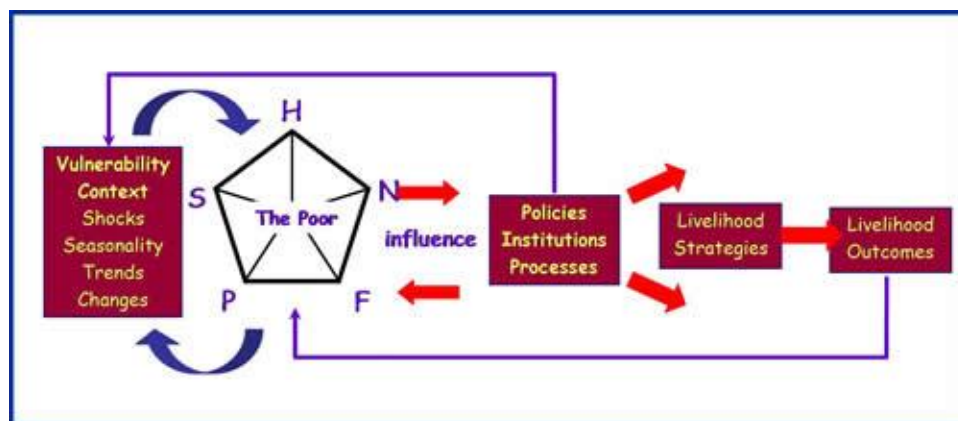 Vulnerability
Context
Shocks
Seasonality
Trends
Changes
H
S
N
The Poor
P
F
influence
Policies
Institutions
Processes
Livelihood
Strategies
Livelihood
Outcomes